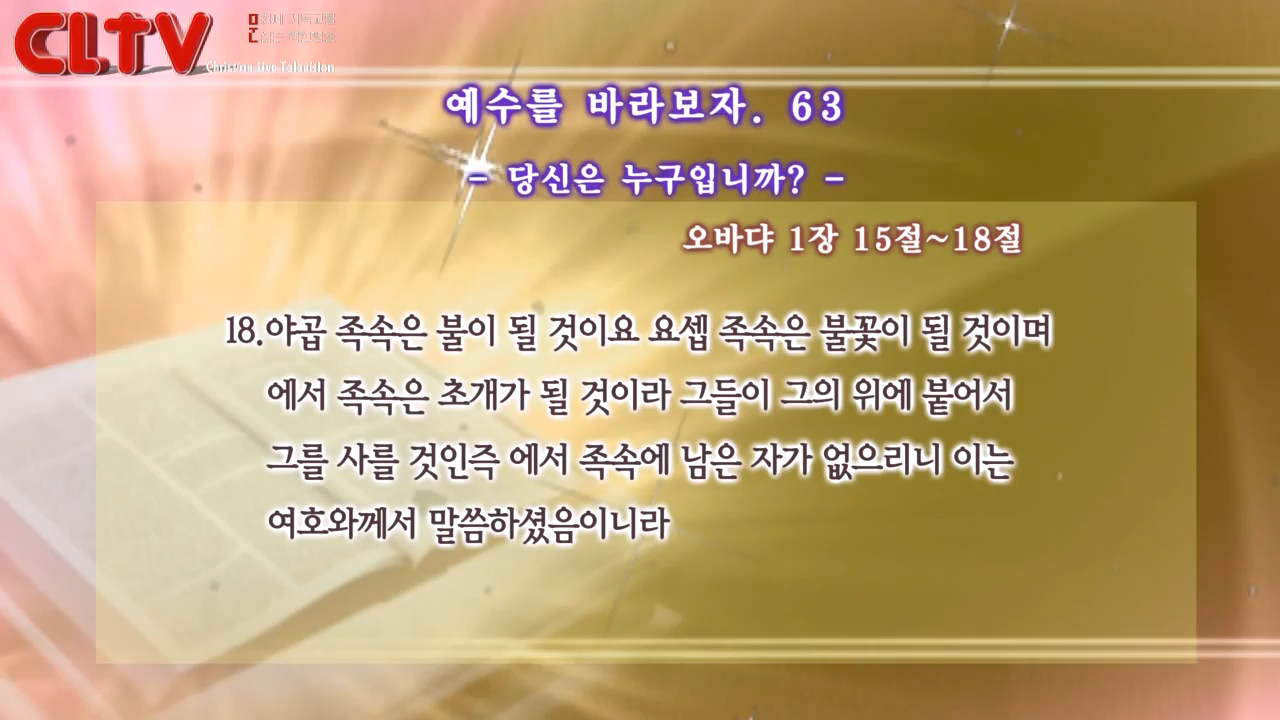 CLTV
Christian Live Television
예수를 바라보자. 63
- 당신은 누구입니까? -
오바댜 1장 15절~18절
18.야곱 족속은 불이 될 것이요 요셉 족속은 불꽃이 될 것이며
에서 족속은 초개가 될 것이라 그들이 그의 위에 붙어서
그를 사를 것인즉 에서 족속에 남은 자가 없으리니 이는
여호와께서 말씀하셨음이니라